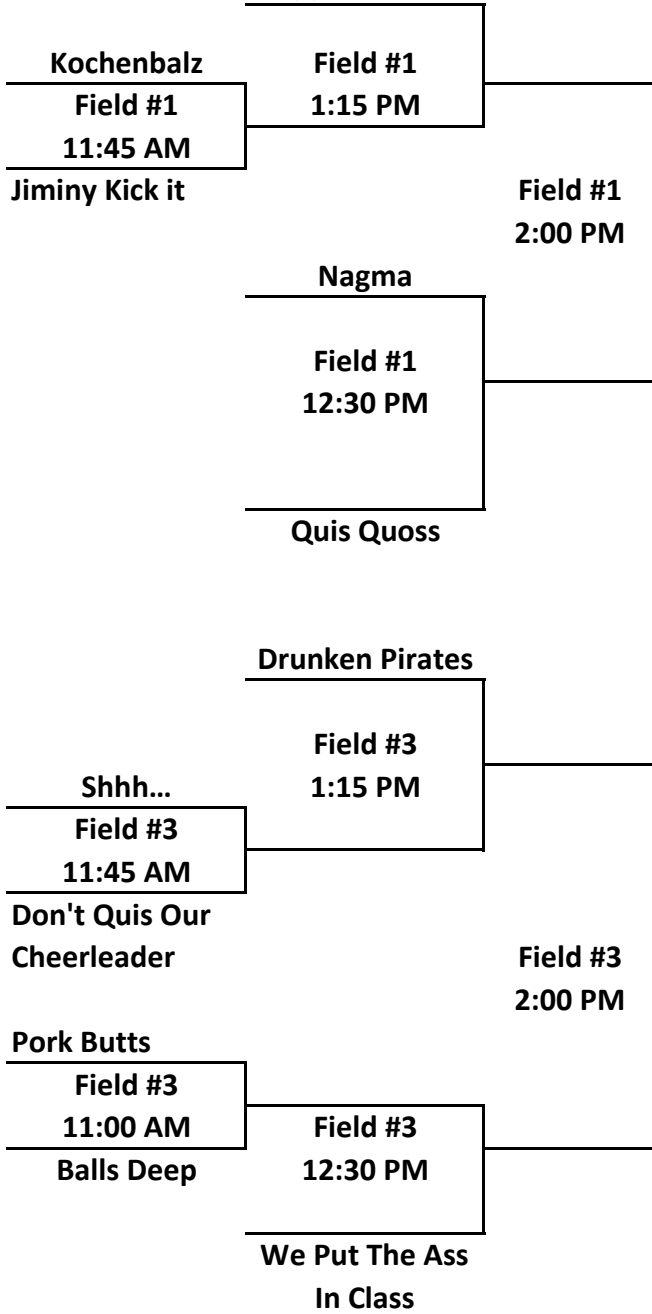 Kochenbalz
Field #1
Field #1
1:15 PM
11:45 AM
Jiminy Kick it
Field #1
2:00 PM
Nagma
Field #1
12:30 PM
Quis Quoss
Drunken Pirates
Field #3
1:15 PM
Shhh…
Field #3
11:45 AM
Don't Quis Our
Cheerleader
Field #3
2:00 PM
Pork Butts
Field #3
11:00 AM
Balls Deep
Field #3
12:30 PM
We Put The Ass
In Class